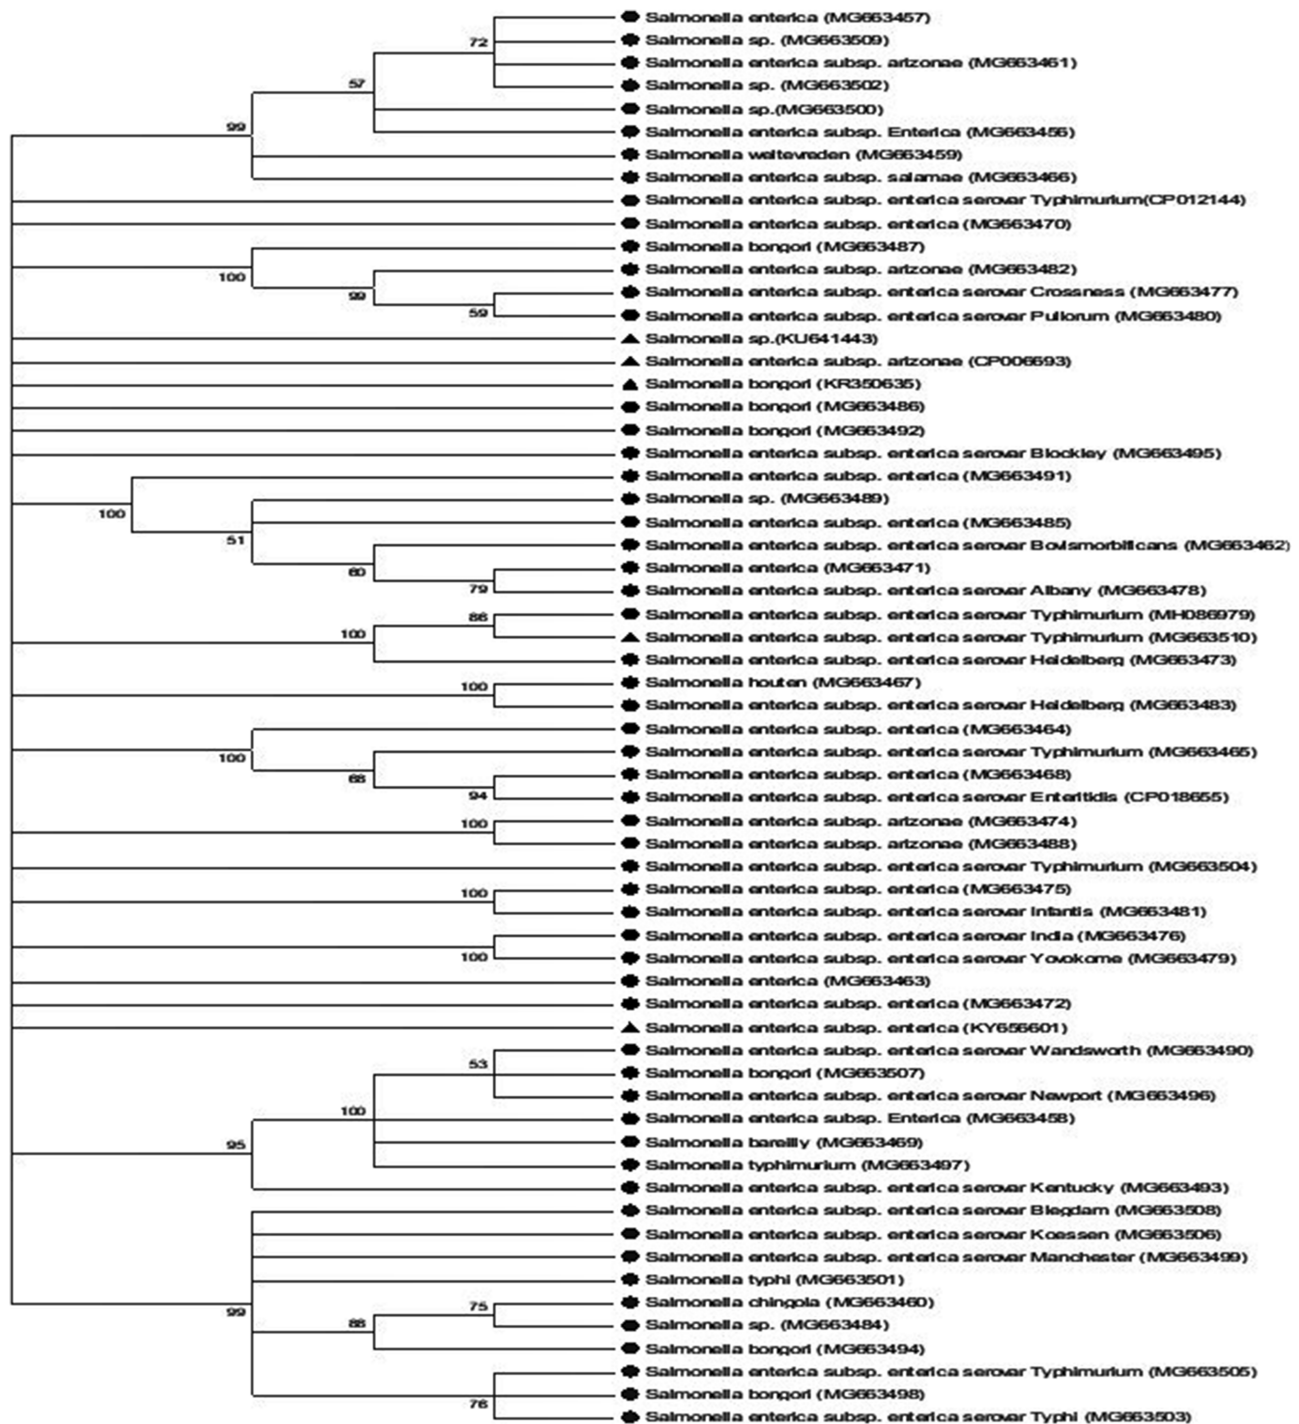 Salmonella enterica (MG663457)
72
Salmonella sp. (MG663509)
Salmonella enterica subsp. arizonae (MG663461)
57
Salmonella sp. (MG663502)
Salmonella sp.(MG663500)
99
Salmonella enterica subsp. Enterica (MG663456)
Salmonella weltevreden (MG663459)
Salmonella enterica subsp. salamae (MG663466)
Salmonella enterica subsp. enterica serovar Typhimurium(CP012144)
Salmonella enterica subsp. enterica (MG663470)
Salmonella bongori (MG663487)
100
Salmonella enterica subsp. arizonae (MG663482)
99
Salmonella enterica subsp. enterica serovar Crossness (MG663477)
59
Salmonella enterica subsp. enterica serovar Pullorum (MG663480)
Salmonella sp.(KU641443)
Salmonella enterica subsp. arizonae (CP006693)
Salmonella bongori (KR350635)
Salmonella bongori (MG663486)
Salmonella bongori (MG663492)
Salmonella enterica subsp. enterica serovar Blockley (MG663495)
Salmonella enterica subsp. enterica (MG663491)
Salmonella sp. (MG663489)
100
Salmonella enterica subsp. enterica (MG663485)
51
Salmonella enterica subsp. enterica serovar Bovismorbificans (MG663462)
60
Salmonella enterica (MG663471)
79
Salmonella enterica subsp. enterica serovar Albany (MG663478)
86
Salmonella enterica subsp. enterica serovar Typhimurium (MH086979)
100
Salmonella enterica subsp. enterica serovar Typhimurium (MG663510)
Salmonella enterica subsp. enterica serovar Heidelberg (MG663473)
100
Salmonella houten (MG663467)
Salmonella enterica subsp. enterica serovar Heidelberg (MG663483)
Salmonella enterica subsp. enterica (MG663464)
100
Salmonella enterica subsp. enterica serovar Typhimurium (MG663465)
68
Salmonella enterica subsp. enterica (MG663468)
94
Salmonella enterica subsp. enterica serovar Enteritidis (CP018655)
100
Salmonella enterica subsp. arizonae (MG663474)
Salmonella enterica subsp. arizonae (MG663488)
Salmonella enterica subsp. enterica serovar Typhimurium (MG663504)
100
Salmonella enterica subsp. enterica (MG663475)
Salmonella enterica subsp. enterica serovar Infantis (MG663481)
Salmonella enterica subsp. enterica serovar India (MG663476)
100
Salmonella enterica subsp. enterica serovar Yovokome (MG663479)
Salmonella enterica (MG663463)
Salmonella enterica subsp. enterica (MG663472)
Salmonella enterica subsp. enterica (KY656601)
Salmonella enterica subsp. enterica serovar Wandsworth (MG663490)
53
Salmonella bongori (MG663507)
Salmonella enterica subsp. enterica serovar Newport (MG663496)
100
Salmonella enterica subsp. Enterica (MG663458)
95
Salmonella bareilly (MG663469)
Salmonella typhimurium (MG663497)
Salmonella enterica subsp. enterica serovar Kentucky (MG663493)
Salmonella enterica subsp. enterica serovar Blegdam (MG663508)
Salmonella enterica subsp. enterica serovar Koessen (MG663506)
Salmonella enterica subsp. enterica serovar Manchester (MG663499)
Salmonella typhi (MG663501)
99
75
Salmonella chingola (MG663460)
88
Salmonella sp. (MG663484)
Salmonella bongori (MG663494)
Salmonella enterica subsp. enterica serovar Typhimurium (MG663505)
76
Salmonella bongori (MG663498)
Salmonella enterica subsp. enterica serovar Typhi (MG663503)